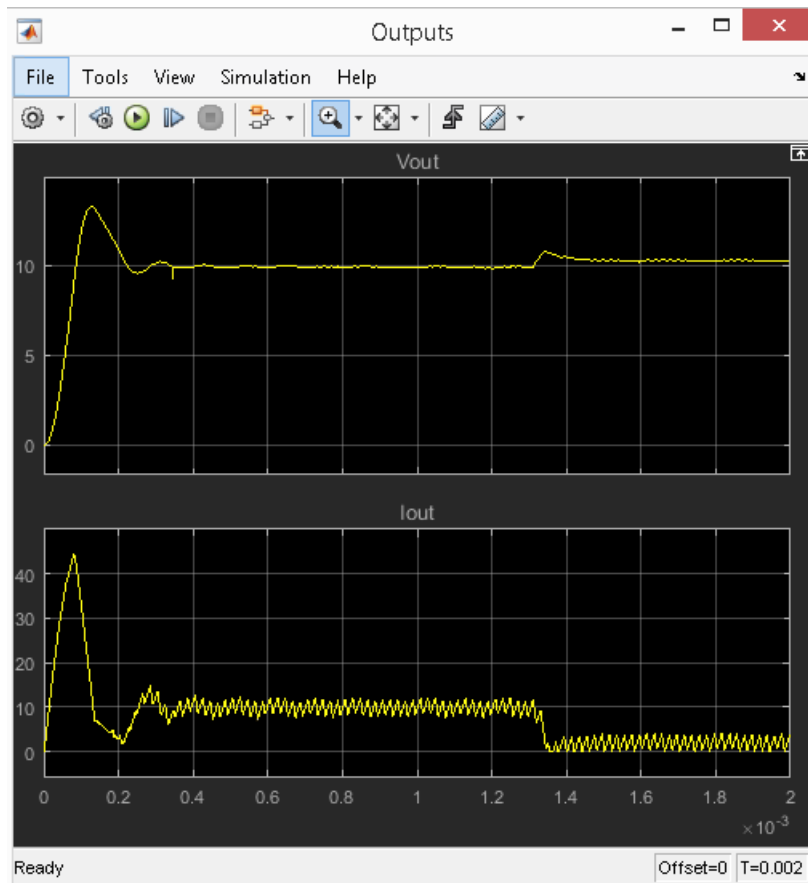 Outputs
File Tools View Simulation Help
Vout
10
5
0
Iout
40
30
20
10
0
0 0.2 0.4 0.6 0.8 1 1.2 1.4 1.6 1.8 2
×10⁻³
Ready Offset=0 T=0.002